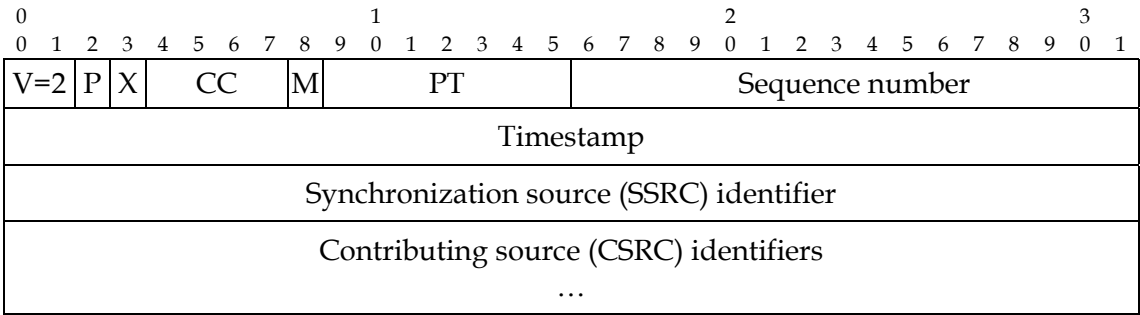 0 1 2 3
0 1 2 3 4 5 6 7 8 9 0 1 2 3 4 5 6 7 8 9 0 1 2 3 4 5 6 7 8 9 0 1
V=2 P X CC M PT Sequence number
Timestamp
Synchronization source (SSRC) identifier
Contributing source (CSRC) identifiers
…